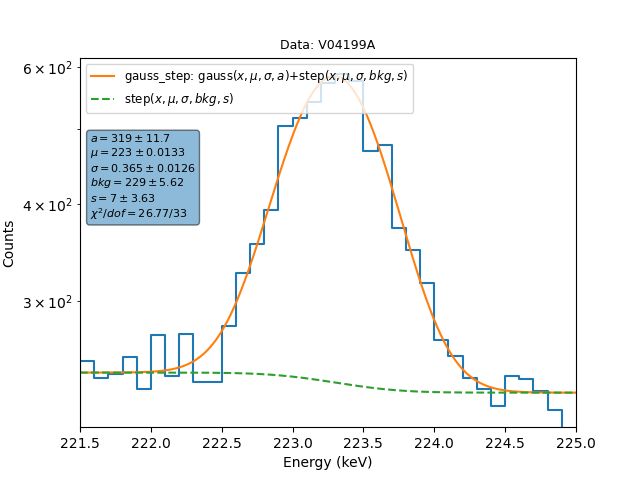 Data: V04199A
6 × 10²
gauss_step: gauss(x, μ, σ, a)+step(x, μ, σ, bkg, s)
step(x, μ, σ, bkg, s)
a = 319 ± 11.7
μ = 223 ± 0.0133
σ = 0.365 ± 0.0126
bkg = 229 ± 5.62
s = 7 ± 3.63
χ²/dof = 26.77/33
4 × 10²
3 × 10²
Counts
221.5 222.0 222.5 223.0 223.5 224.0 224.5 225.0
Energy (keV)